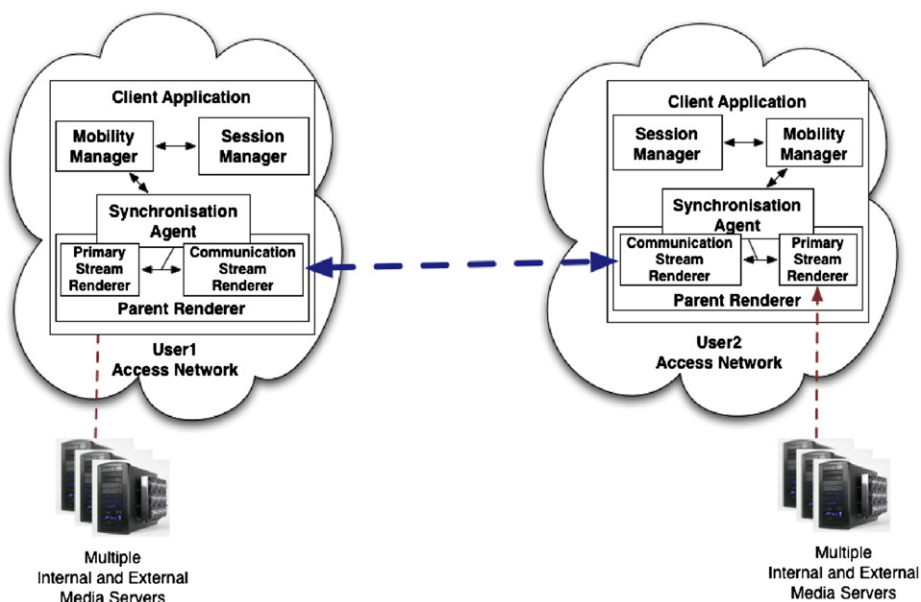 Client Application
Mobility
Manager
Session
Manager
Synchronisation
Agent
Primary
Stream
Renderer
Communication
Stream
Renderer
Parent Renderer
User1
Access Network
Multiple
Internal and External
Media Servers
Client Application
Session
Manager
Mobility
Manager
Synchronisation
Agent
Communication
Stream
Renderer
Primary
Stream
Renderer
Parent Renderer
User2
Access Network
Multiple
Internal and External
Media Servers